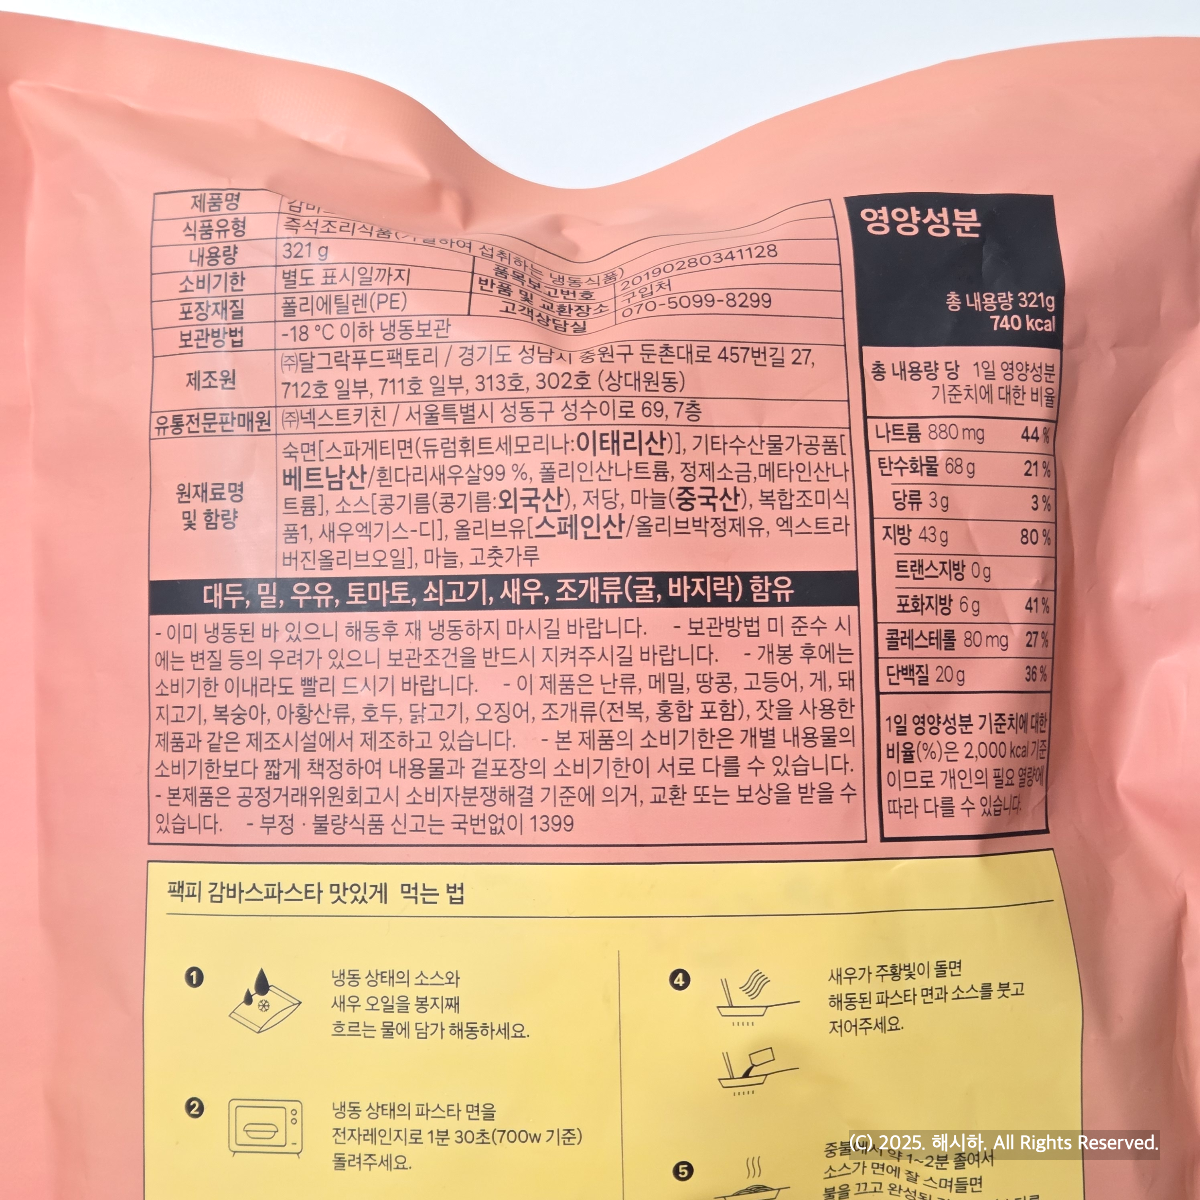 제품명
식품유형 즉석조리식품( 하여 섭취하는 냉동식품)
내용량 321 g 품목보고번호 20190280341128
소비기한 별도 표시일까지 반품 및 교환장소 구입처
포장재질 폴리에틸렌(PE) 고객상담실 070-5099-8299
보관방법 -18 °C 이하 냉동보관
제조원 ㈜달그락푸드팩토리 / 경기도 성남시 중원구 둔촌대로 457번길 27,
712호 일부, 711호 일부, 313호, 302호 (상대원동)
유통전문판매원 ㈜넥스트키친 / 서울특별시 성동구 성수이로 69, 7층
원재료명
및 함량
숙면[스파게티면(듀럼휘트세모리나:이태리산)], 기타수산물가공품[
베트남산/흰다리새우살99 %, 폴리인산나트륨, 정제소금,메타인산나
트륨], 소스[콩기름(콩기름:외국산), 저당, 마늘(중국산), 복합조미식
품1, 새우엑기스-디], 올리브유[스페인산/올리브박정제유, 엑스트라
버진올리브오일], 마늘, 고춧가루
대두, 밀, 우유, 토마토, 쇠고기, 새우, 조개류(굴, 바지락) 함유
- 이미 냉동된 바 있으니 해동후 재 냉동하지 마시길 바랍니다. - 보관방법 미 준수 시
에는 변질 등의 우려가 있으니 보관조건을 반드시 지켜주시길 바랍니다. - 개봉 후에는
소비기한 이내라도 빨리 드시기 바랍니다. - 이 제품은 난류, 메밀, 땅콩, 고등어, 게, 돼
지고기, 복숭아, 아황산류, 호두, 닭고기, 오징어, 조개류(전복, 홍합 포함), 잣을 사용한
제품과 같은 제조시설에서 제조하고 있습니다. - 본 제품의 소비기한은 개별 내용물의
소비기한보다 짧게 책정하여 내용물과 겉포장의 소비기한이 서로 다를 수 있습니다.
- 본제품은 공정거래위원회고시 소비자분쟁해결 기준에 의거, 교환 또는 보상을 받을 수
있습니다. - 부정 · 불량식품 신고는 국번없이 1399
영양성분
총 내용량 321g
740 kcal
총 내용량 당 1일 영양성분
기준치에 대한 비율
나트륨 880 mg 44 %
탄수화물 68 g 21 %
당류 3 g 3 %
지방 43 g 80 %
트랜스지방 0 g
포화지방 6 g 41 %
콜레스테롤 80 mg 27 %
단백질 20 g 36 %
1일 영양성분 기준치에 대한
비율(%)은 2,000 kcal 기준
이므로 개인의 필요 열량에
따라 다를 수 있습니다.
팩피 감바스파스타 맛있게 먹는 법
1 냉동 상태의 소스와
새우 오일을 봉지째
흐르는 물에 담가 해동하세요.
2 냉동 상태의 파스타 면을
전자레인지로 1분 30초(700w 기준)
돌려주세요.
4 새우가 주황빛이 돌면
해동된 파스타 면과 소스를 붓고
저어주세요.
5 중불에서 약 1~2분 졸여서
소스가 면에 잘 스며들면
불을 끄고
(C) 2025. 해시하. All Rights Reserved.